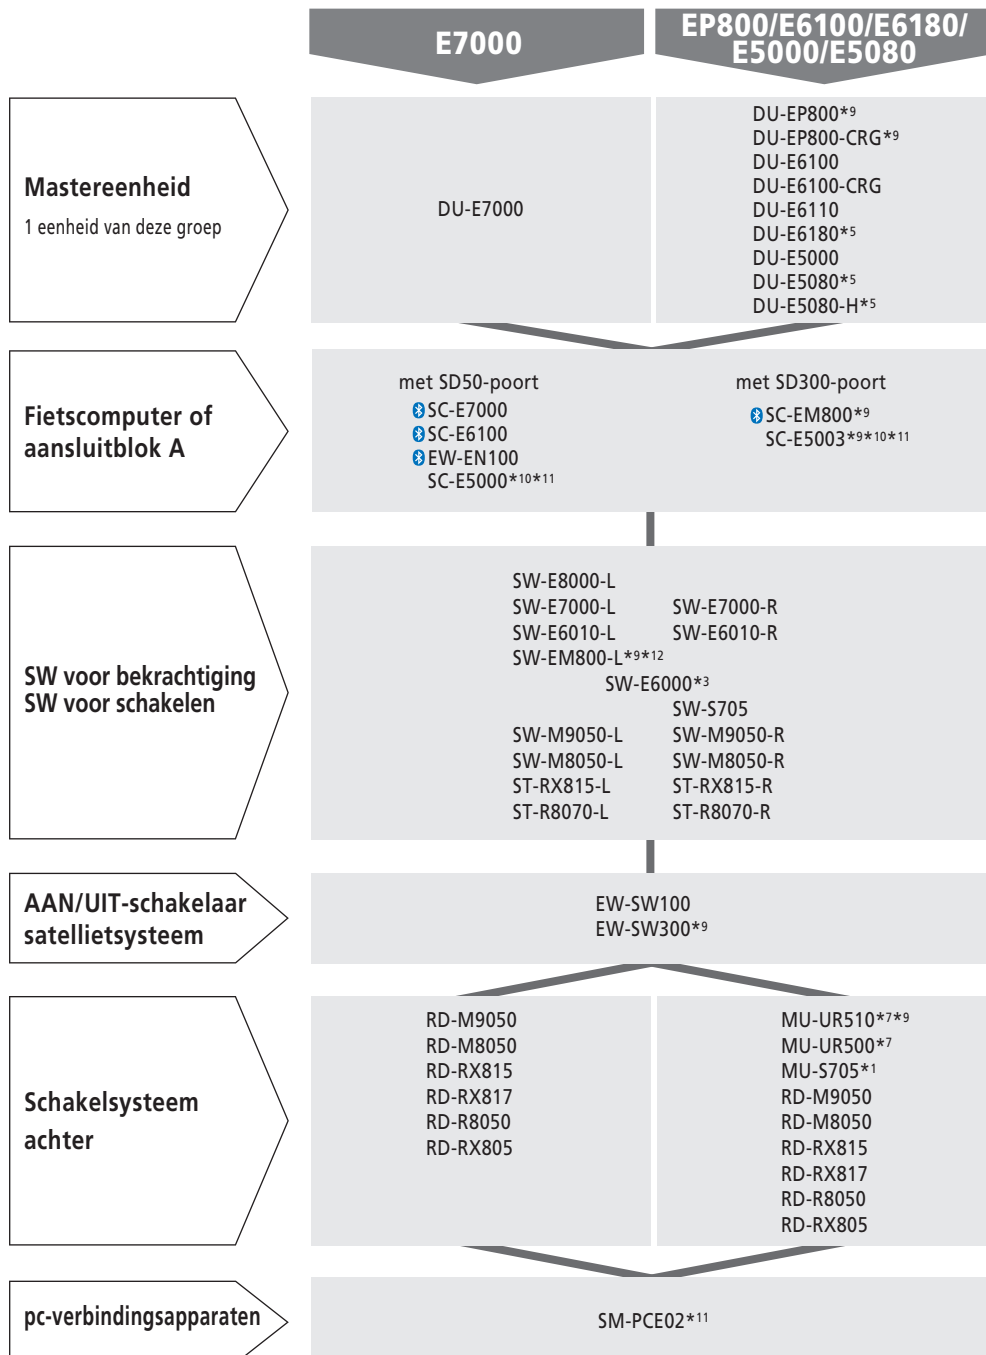 E7000
EP800/E6100/E6180/
E5000/E5080
Mastereenheid
1 eenheid van deze groep
DU-E7000
DU-EP800*9
DU-EP800-CRG*9
DU-E6100
DU-E6100-CRG
DU-E6110
DU-E6180*5
DU-E5000
DU-E5080*5
DU-E5080-H*5
Fietscomputer of
aansluitblok A
met SD50-poort
SC-E7000
SC-E6100
EW-EN100
SC-E5000*10*11
met SD300-poort
SC-EM800*9
SC-E5003*9*10*11
SW voor bekrachtiging
SW voor schakelen
SW-E8000-L
SW-E7000-L SW-E7000-R
SW-E6010-L SW-E6010-R
SW-EM800-L*9*12
SW-E6000*3
SW-S705
SW-M9050-L SW-M9050-R
SW-M8050-L SW-M8050-R
ST-RX815-L ST-RX815-R
ST-R8070-L ST-R8070-R
AAN/UIT-schakelaar
satellietsysteem
EW-SW100
EW-SW300*9
Schakelsysteem
achter
RD-M9050
RD-M8050
RD-RX815
RD-RX817
RD-R8050
RD-RX805
MU-UR510*7*9
MU-UR500*7
MU-S705*1
RD-M9050
RD-M8050
RD-RX815
RD-RX817
RD-R8050
RD-RX805
pc-verbindingsapparaten
SM-PCE02*11